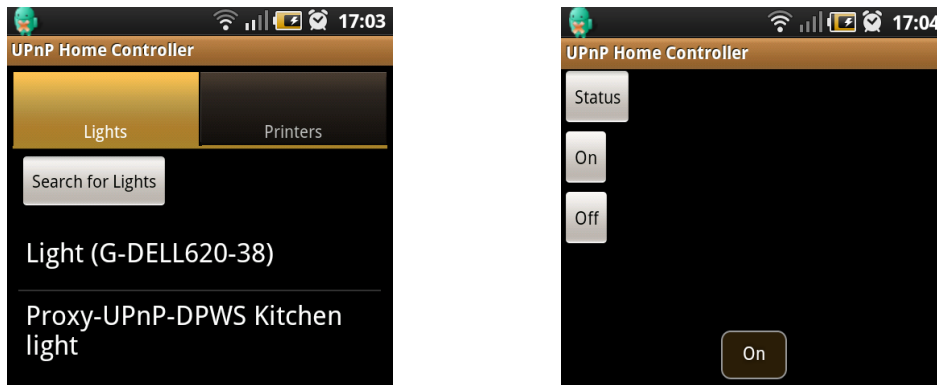 17:03
UPnP Home Controller
Lights
Printers
Search for Lights
Light (G-DELL620-38)
Proxy-UPnP-DPWS Kitchen
light
17:04
UPnP Home Controller
Status
On
Off
On